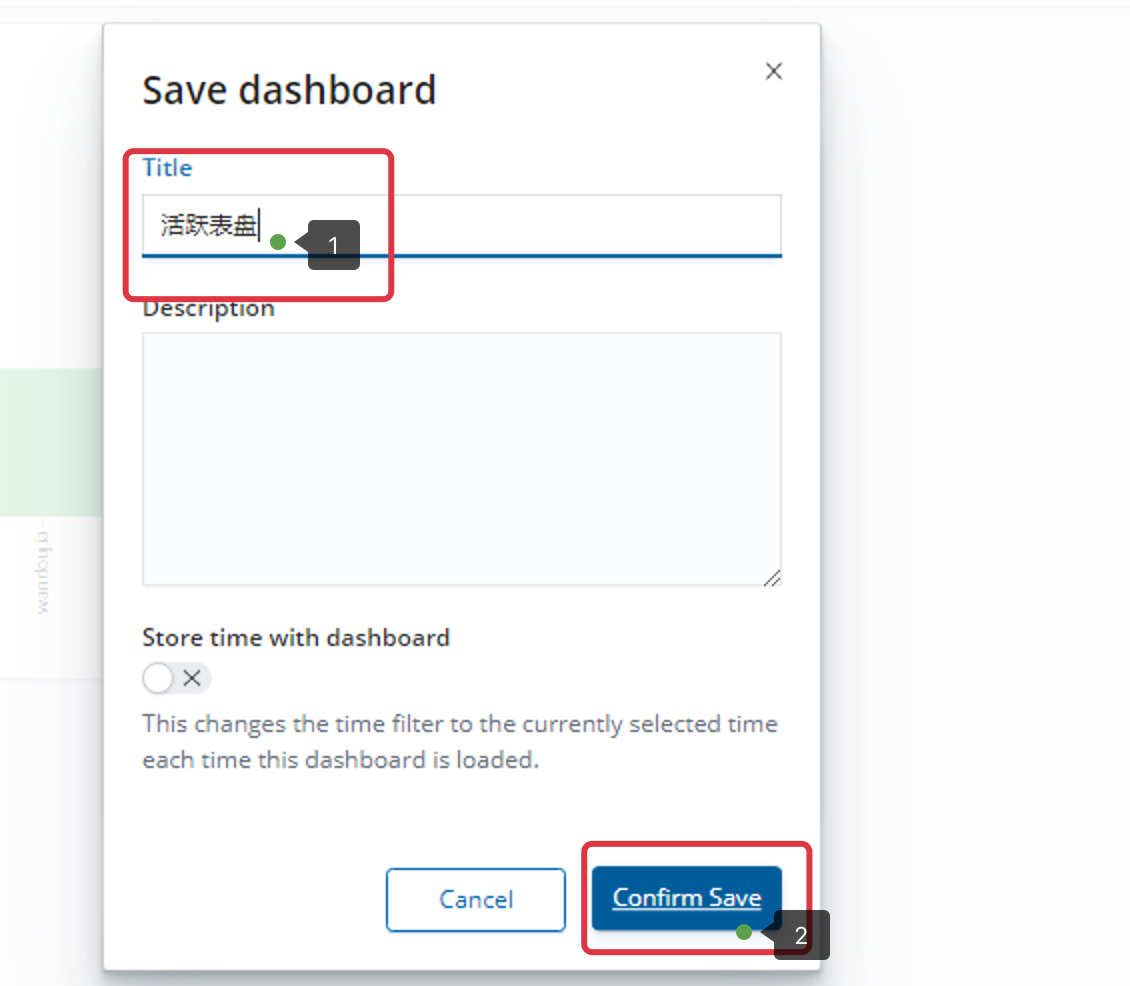 Save dashboard
Title
活跃表盘
1
Description
wandoujia
Store time with dashboard
This changes the time filter to the currently selected time
each time this dashboard is loaded.
Cancel
Confirm Save
2